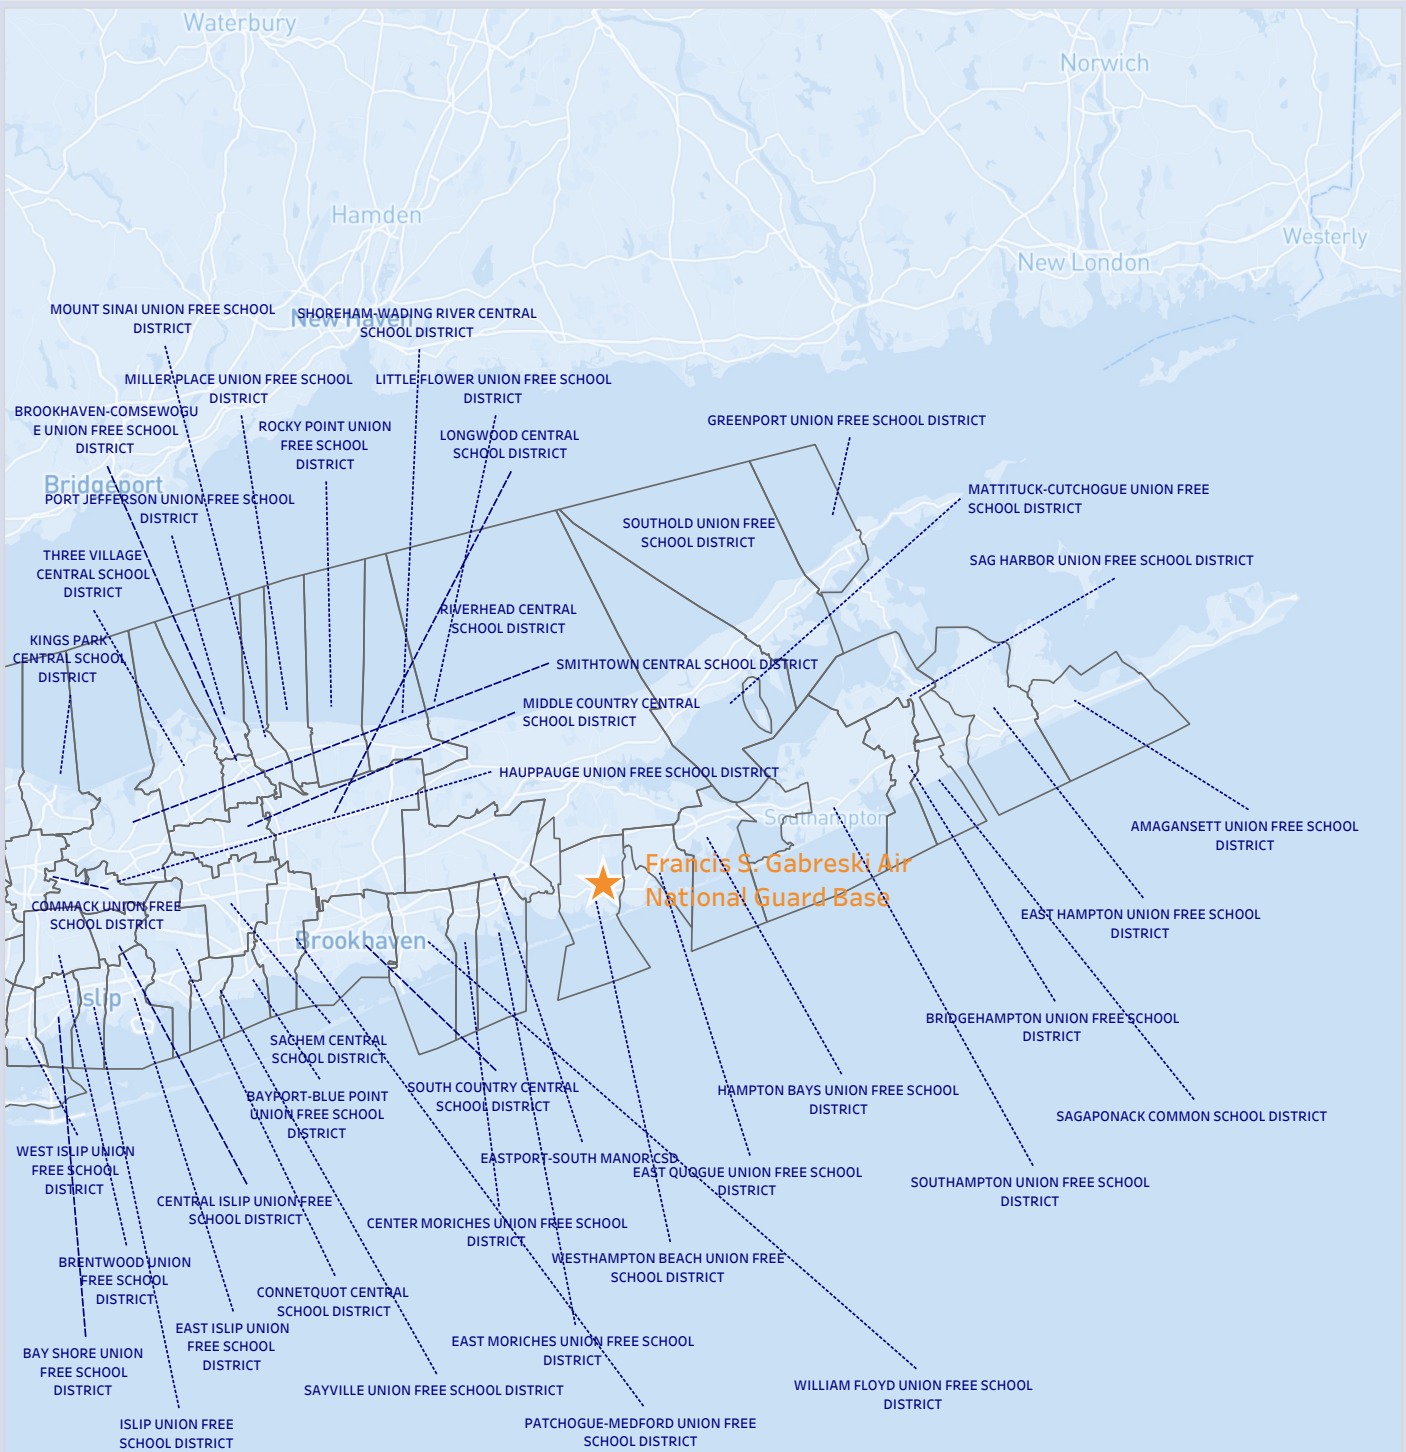 Waterbury
Norwich
Hamden
Westerly
New London
MOUNT SINAI UNION FREE SCHOOL
DISTRICT
New Haven
SHOREHAM-WADING RIVER CENTRAL
SCHOOL DISTRICT
MILLER PLACE UNION FREE SCHOOL
DISTRICT
LITTLE FLOWER UNION FREE SCHOOL
DISTRICT
BROOKHAVEN-COMSEWOGU
E UNION FREE SCHOOL
DISTRICT
ROCKY POINT UNION
FREE SCHOOL
DISTRICT
LONGWOOD CENTRAL
SCHOOL DISTRICT
GREENPORT UNION FREE SCHOOL DISTRICT
Bridgeport
PORT JEFFERSON UNION FREE SCHOOL
DISTRICT
MATTITUCK-CUTCHOGUE UNION FREE
SCHOOL DISTRICT
SOUTHOLD UNION FREE
SCHOOL DISTRICT
THREE VILLAGE
CENTRAL SCHOOL
DISTRICT
SAG HARBOR UNION FREE SCHOOL DISTRICT
RIVERHEAD CENTRAL
SCHOOL DISTRICT
KINGS PARK
CENTRAL SCHOOL
DISTRICT
SMITHTOWN CENTRAL SCHOOL DISTRICT
MIDDLE COUNTRY CENTRAL
SCHOOL DISTRICT
HAUPPAUGE UNION FREE SCHOOL DISTRICT
Southampton
AMAGANSETT UNION FREE SCHOOL
DISTRICT
Francis S. Gabreski Air
National Guard Base
COMMACK UNION FREE
SCHOOL DISTRICT
EAST HAMPTON UNION FREE SCHOOL
DISTRICT
Brookhaven
Islip
BRIDGEHAMPTON UNION FREE SCHOOL
DISTRICT
SACHEM CENTRAL
SCHOOL DISTRICT
BAYPORT-BLUE POINT
UNION FREE SCHOOL
DISTRICT
SOUTH COUNTRY CENTRAL
SCHOOL DISTRICT
HAMPTON BAYS UNION FREE SCHOOL
DISTRICT
SAGAPONACK COMMON SCHOOL DISTRICT
WEST ISLIP UNION
FREE SCHOOL
DISTRICT
EASTPORT-SOUTH MANOR CSD
EAST QUOGUE UNION FREE SCHOOL
DISTRICT
SOUTHAMPTON UNION FREE SCHOOL
DISTRICT
CENTRAL ISLIP UNION FREE
SCHOOL DISTRICT
CENTER MORICHES UNION FREE SCHOOL
DISTRICT
BRENTWOOD UNION
FREE SCHOOL
DISTRICT
WESTHAMPTON BEACH UNION FREE
SCHOOL DISTRICT
CONNETQUOT CENTRAL
SCHOOL DISTRICT
EAST ISLIP UNION
FREE SCHOOL
DISTRICT
EAST MORICHES UNION FREE SCHOOL
DISTRICT
BAY SHORE UNION
FREE SCHOOL
DISTRICT
SAYVILLE UNION FREE SCHOOL DISTRICT
WILLIAM FLOYD UNION FREE SCHOOL
DISTRICT
ISLIP UNION FREE
SCHOOL DISTRICT
PATCHOGUE-MEDFORD UNION FREE
SCHOOL DISTRICT